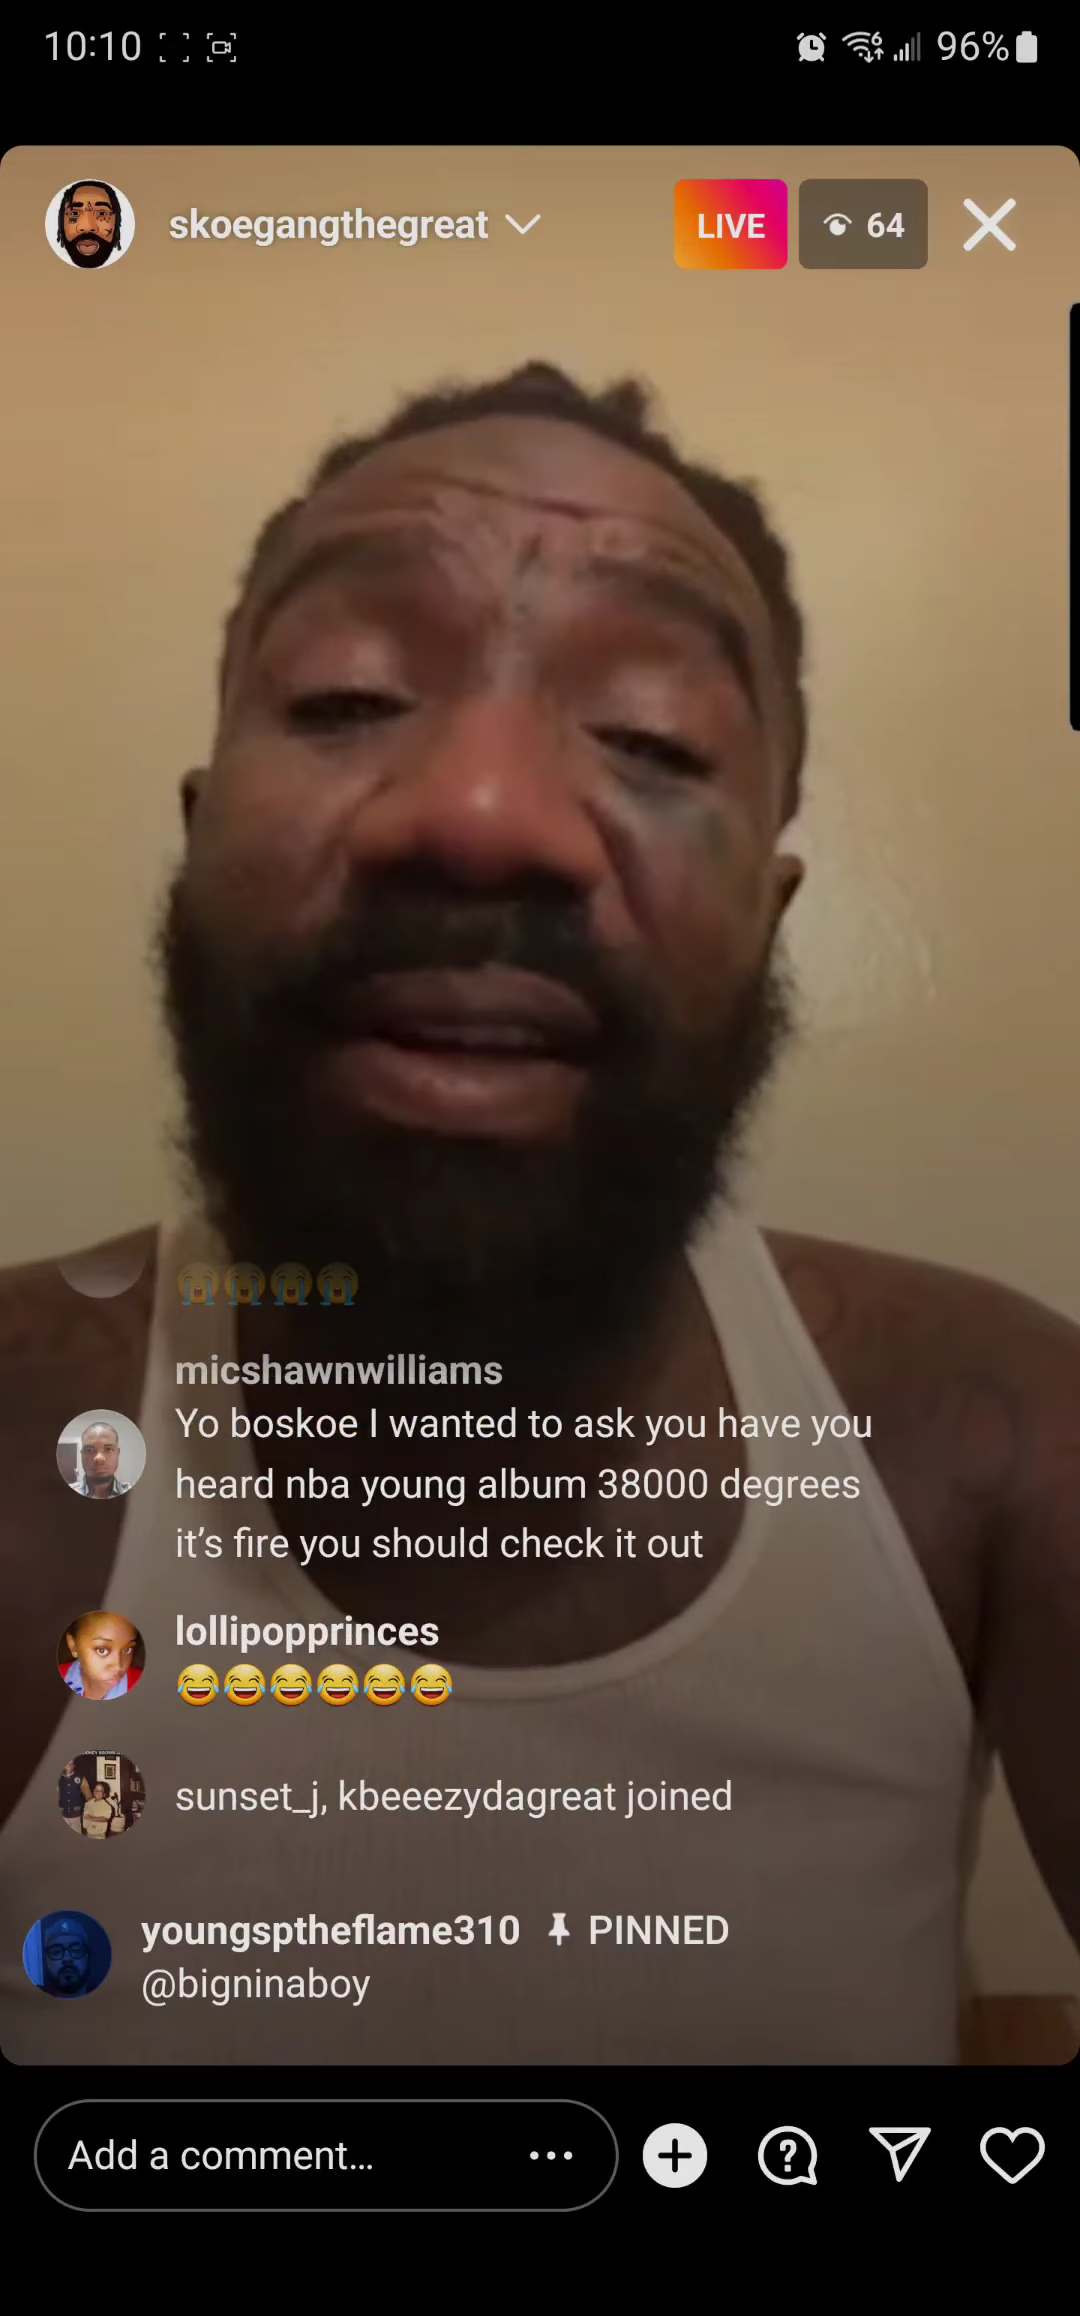 10:10
96%
skoegangthegreat
LIVE
64
micshawnwilliams
Yo boskoe I wanted to ask you have you
heard nba young album 38000 degrees
it’s fire you should check it out
lollipopprinces
sunset_j, kbeeezydagreat joined
youngsptheflame310 PINNED
@bigninaboy
Add a comment...